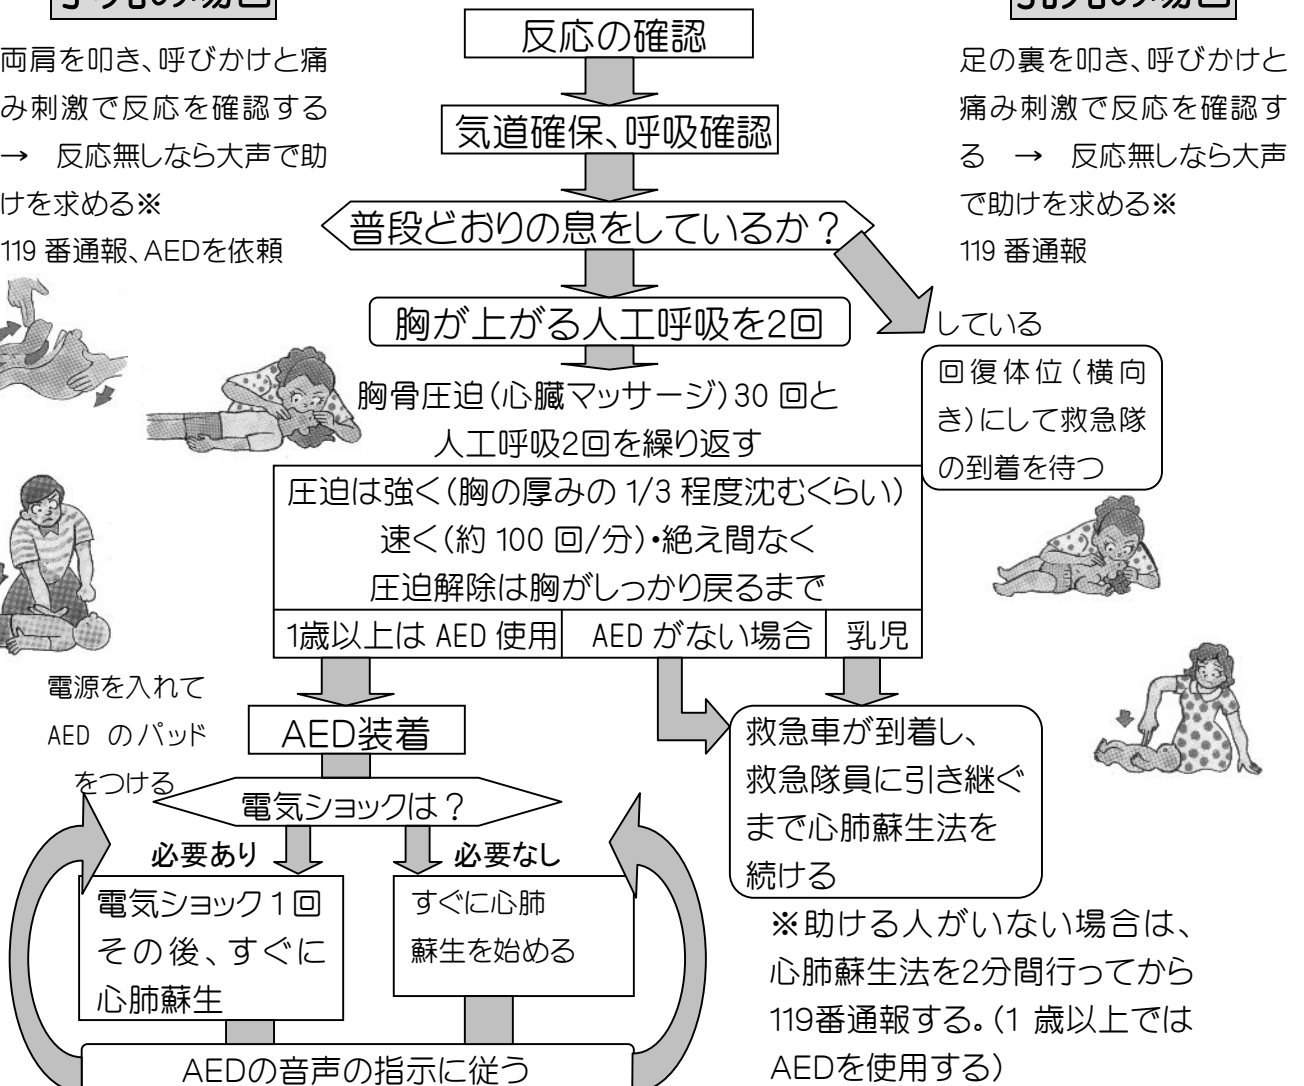 の場合
両肩を叩き、呼びかけと痛
み刺激で反応を確認する
→ 反応無しなら大声で助
けを求める※
119 番通報、AEDを依頼
反応の確認
気道確保、呼吸確認
普段どおりの息をしているか？
胸が上がる人工呼吸を2回
の場合
足の裏を叩き、呼びかけと
痛み刺激で反応を確認す
る → 反応無しなら大声
で助けを求める※
119 番通報
している
回復体位（横向
き）にして救急隊
の到着を待つ
胸骨圧迫（心臓マッサージ）30 回と
人工呼吸2回を繰り返す
圧迫は強く（胸の厚みの 1/3 程度沈むくらい）
速く（約 100 回/分）・絶え間なく
圧迫解除は胸がしっかり戻るまで
1歳以上は AED 使用
AED がない場合
乳児
電源を入れて
AED のパッド
をつける
AED装着
電気ショックは？
必要あり
必要なし
電気ショック１回
その後、すぐに
心肺蘇生
すぐに心肺
蘇生を始める
AEDの音声の指示に従う
救急車が到着し、
救急隊員に引き継ぐ
まで心肺蘇生法を
続ける
※助ける人がいない場合は、
心肺蘇生法を2分間行ってから
119番通報する。（1 歳以上では
AEDを使用する）